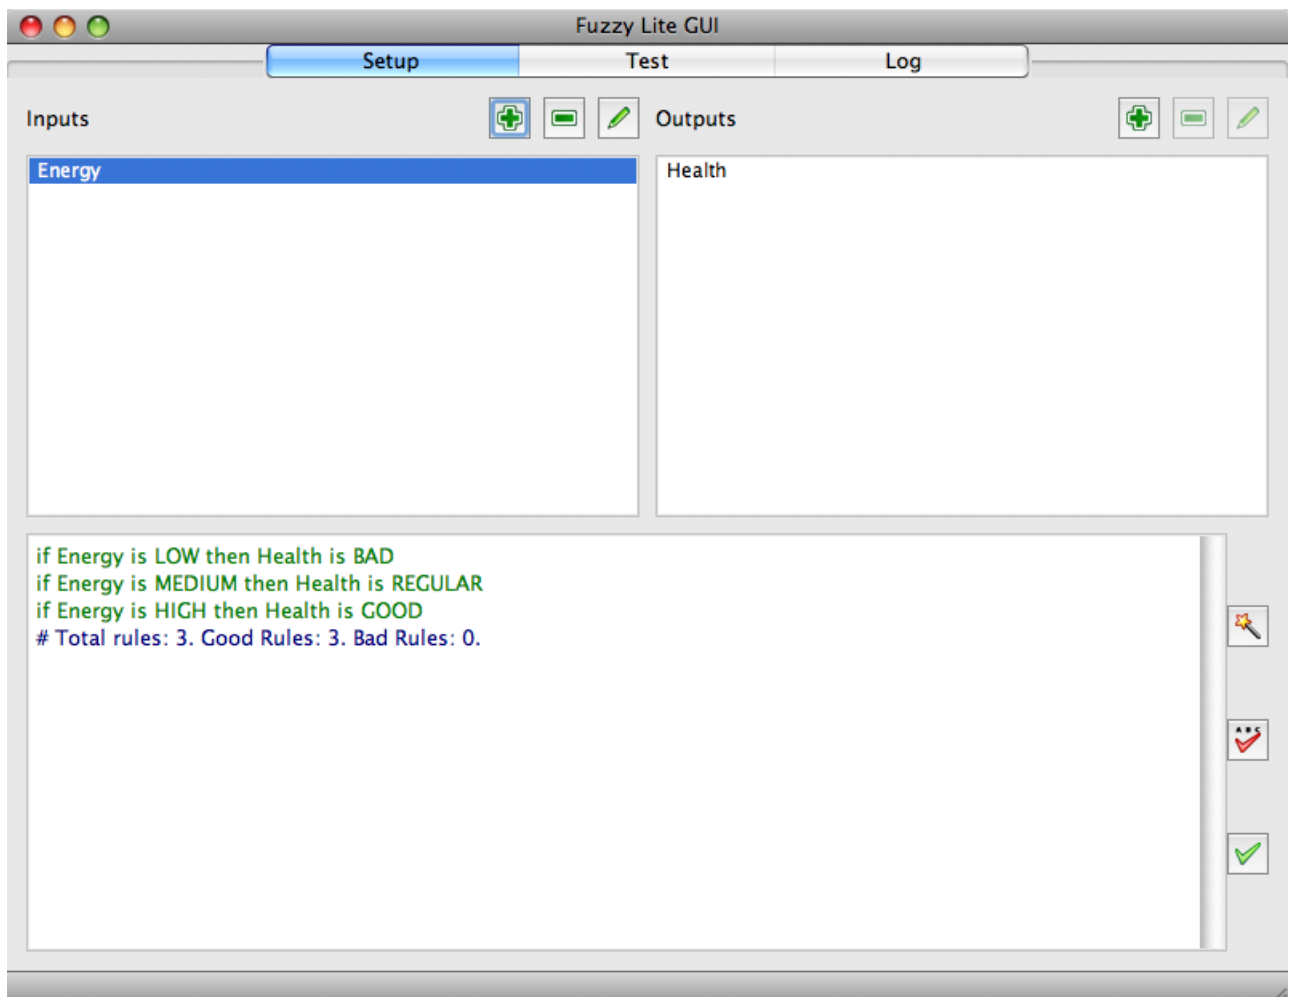 Fuzzy Lite GUI
Setup Test Log
Inputs Outputs
Energy Health
if Energy is LOW then Health is BAD
if Energy is MEDIUM then Health is REGULAR
if Energy is HIGH then Health is GOOD
# Total rules: 3. Good Rules: 3. Bad Rules: 0.
ABC